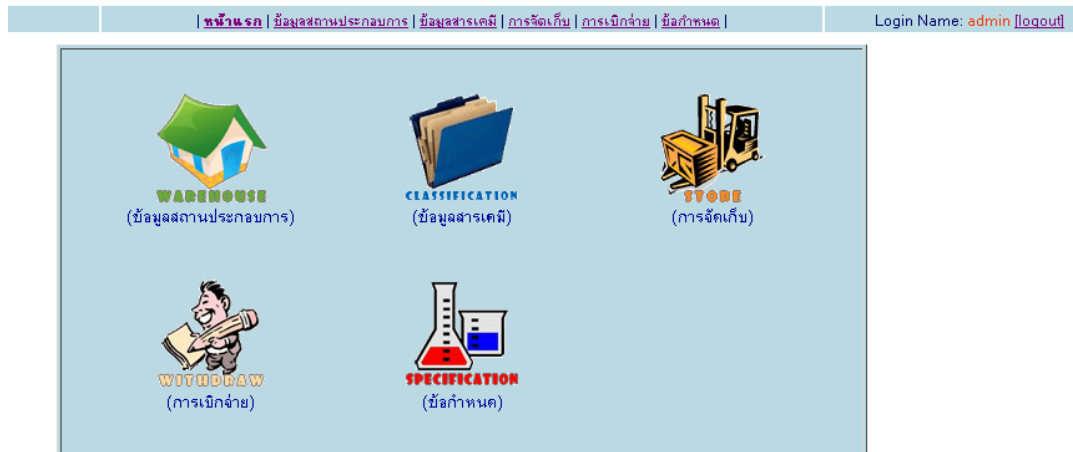 | หน้าแรก | ข้อมูลสถานประกอบการ | ข้อมูลสารเคมี | การจัดเก็บ | การเบิกจ่าย | ข้อกำหนด | Login Name: admin [logout]
WAREHOUSE CLASSIFICATION STORE
(ข้อมูลสถานประกอบการ) (ข้อมูลสารเคมี) (การจัดเก็บ)
WITHDRAW SPECIFICATION
(การเบิกจ่าย) (ข้อกำหนด)